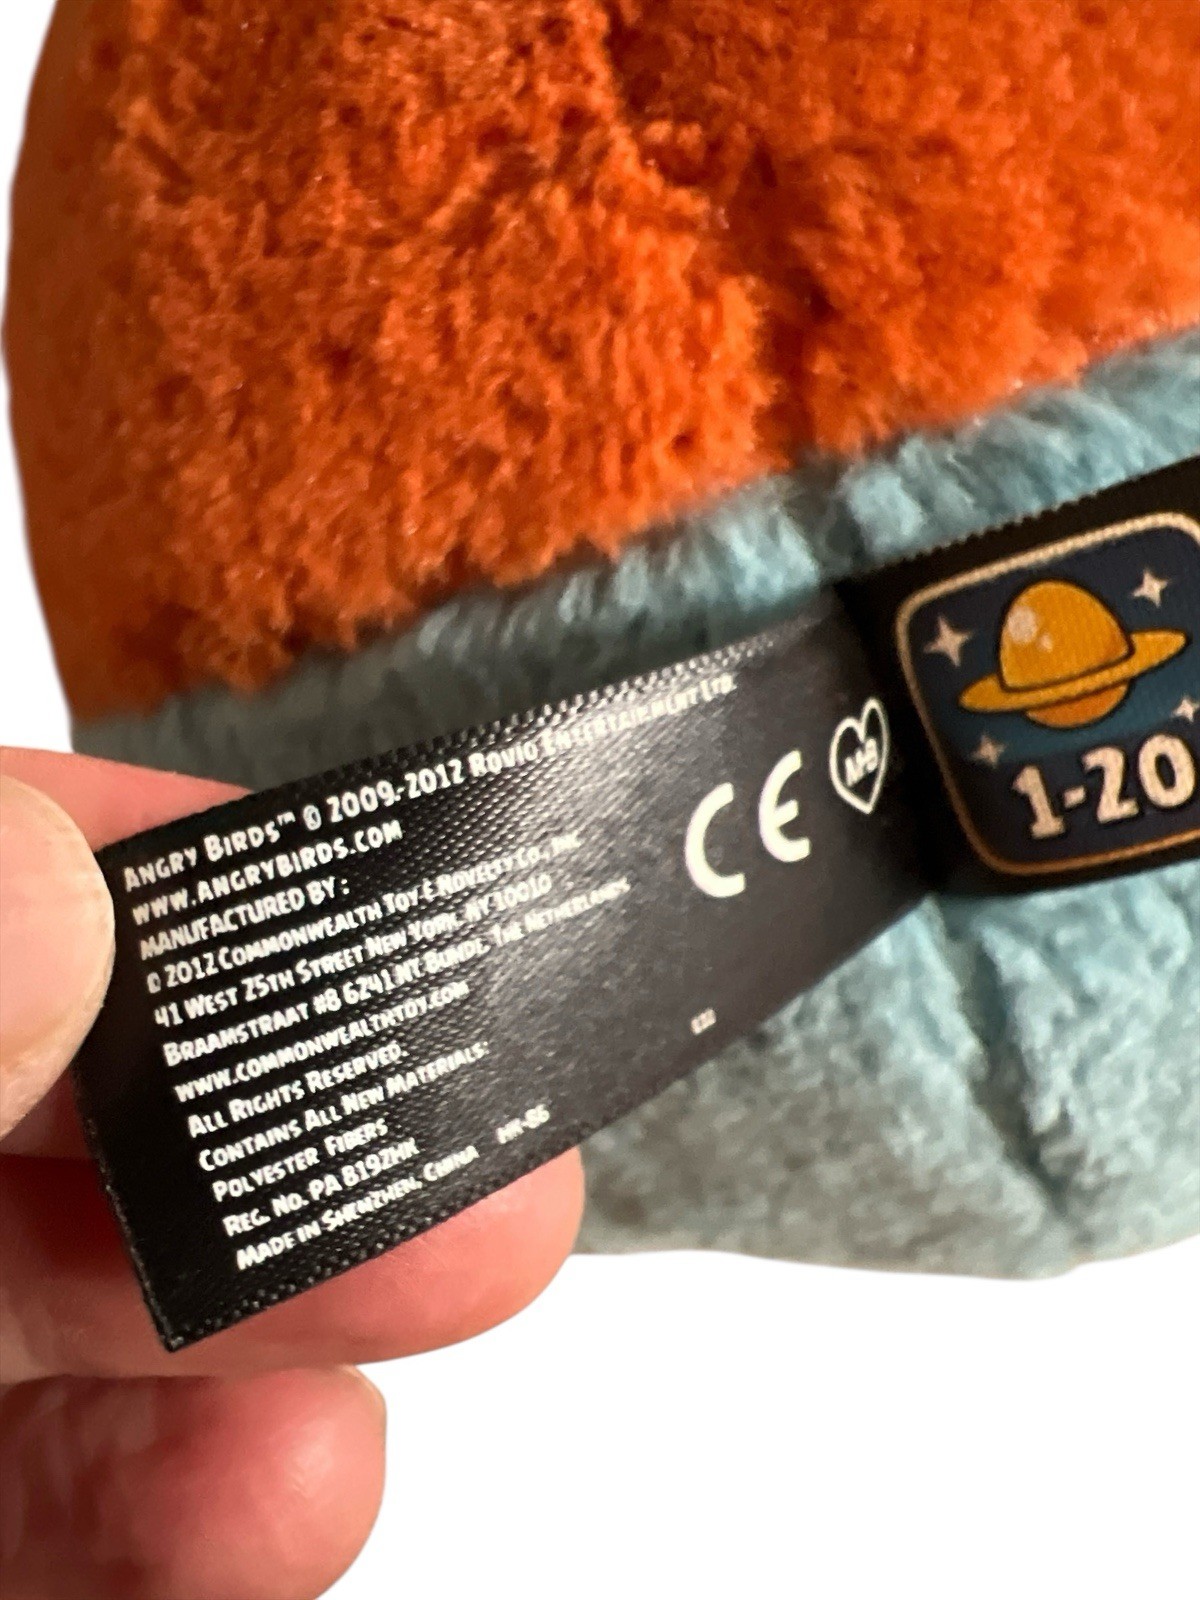 ANGRY BIRDS™ © 2009-2012 ROVIO ENTERTAINMENT LTD.
WWW.ANGRYBIRDS.COM
MANUFACTURED BY:
© 2012 COMMONWEALTH TOY & NOVELTY CO., INC
41 WEST 25TH STREET NEW YORK, NY 10010
BRAAMSTRAAT #8 6241 NT BUNDE, THE NETHERLANDS
WWW.COMMONWEALTHTOY.COM
ALL RIGHTS RESERVED.
CONTAINS ALL NEW MATERIALS:
POLYESTER FIBERS
REG. NO. PA 8192HK
MADE IN SHENZHEN, CHINA
CE
1-20